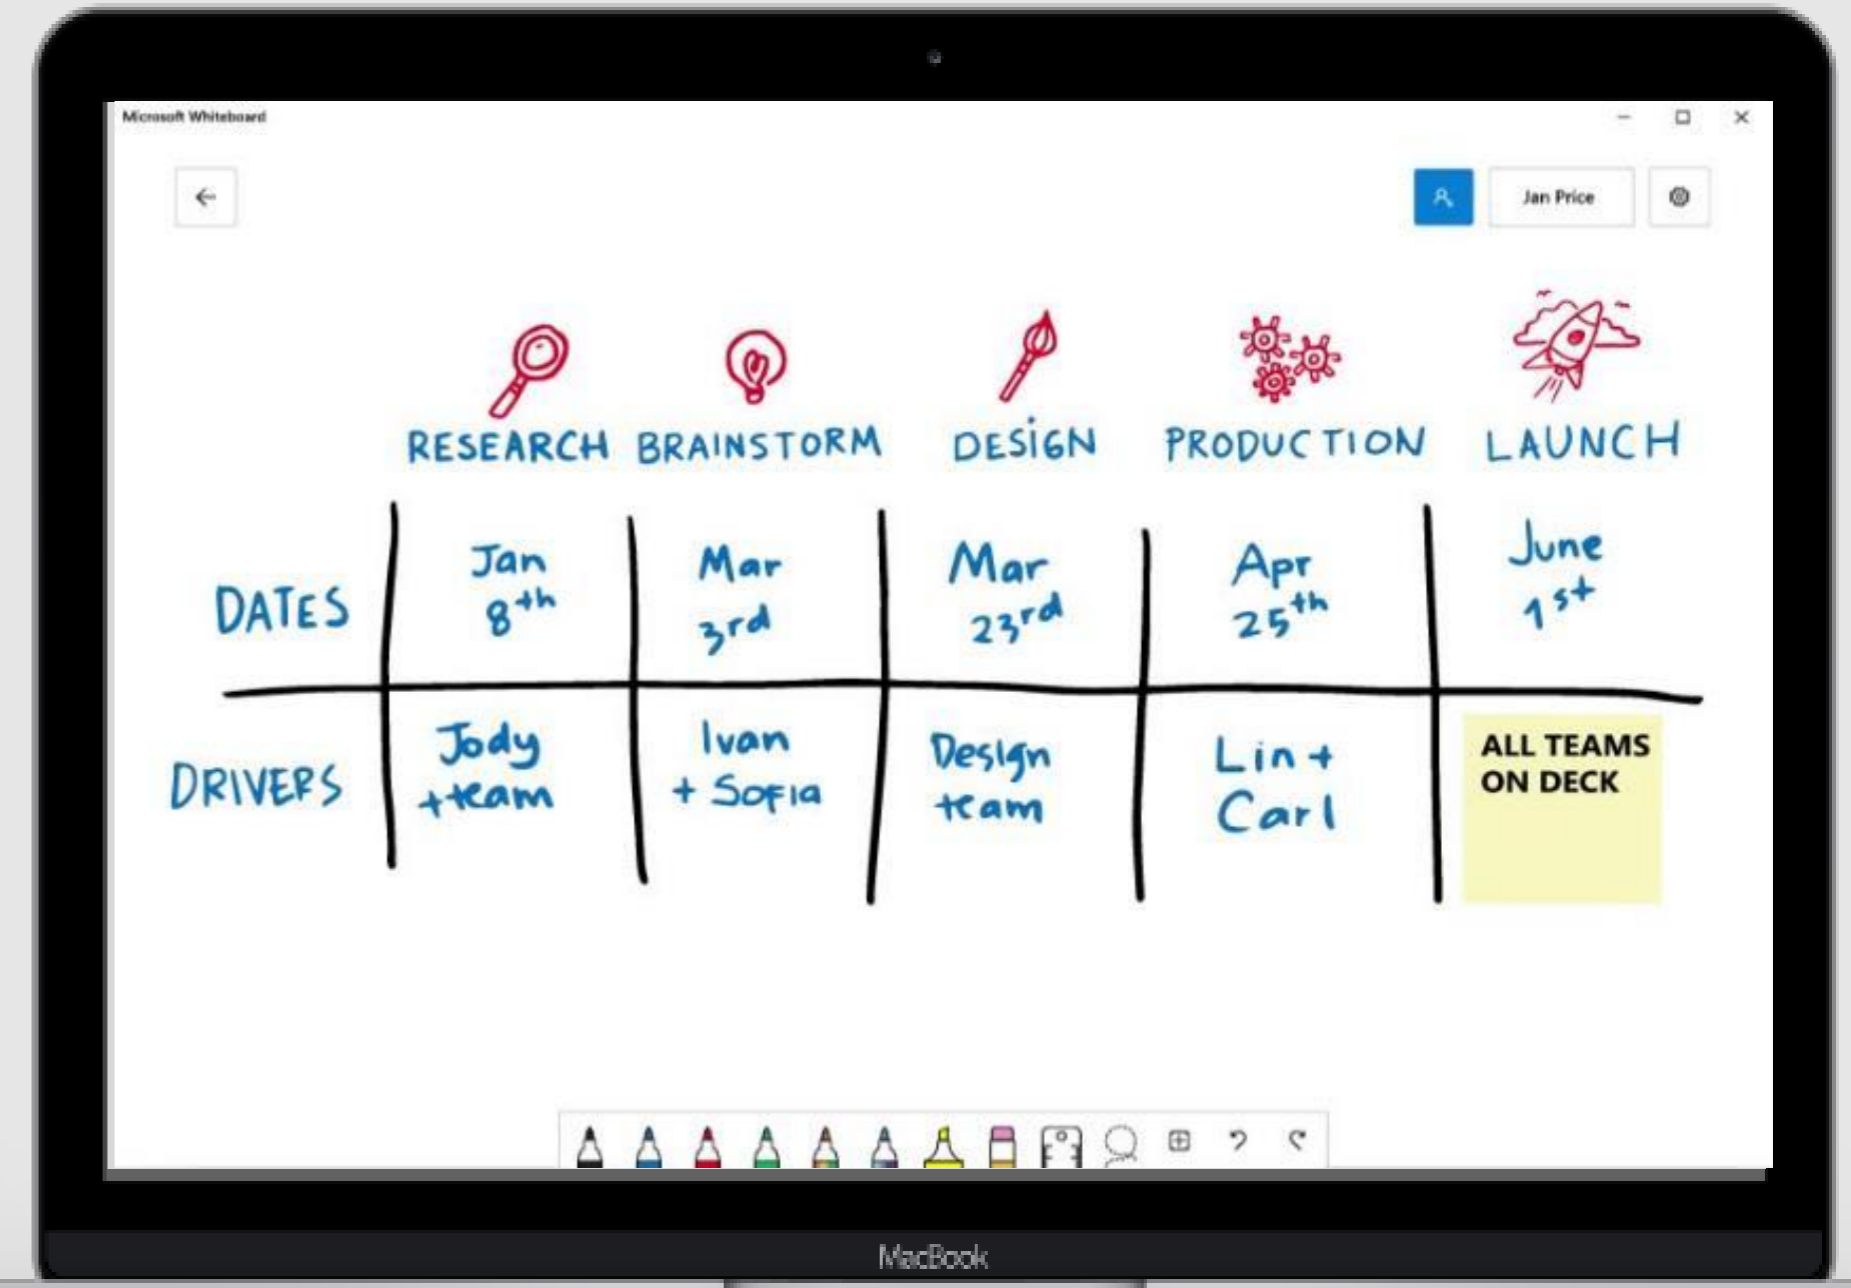 Microsoft Whiteboard
Jan Price
RESEARCH BRAINSTORM DESiGN PRODUCTION LAUNCH
DATES
Jan
8th
Mar
3rd
Mar
23rd
Apr
25th
June
1st
DRIVERS
Jody
+team
Ivan
+ Sofia
Design
team
Lin +
Carl
ALL TEAMS
ON DECK
MacBook